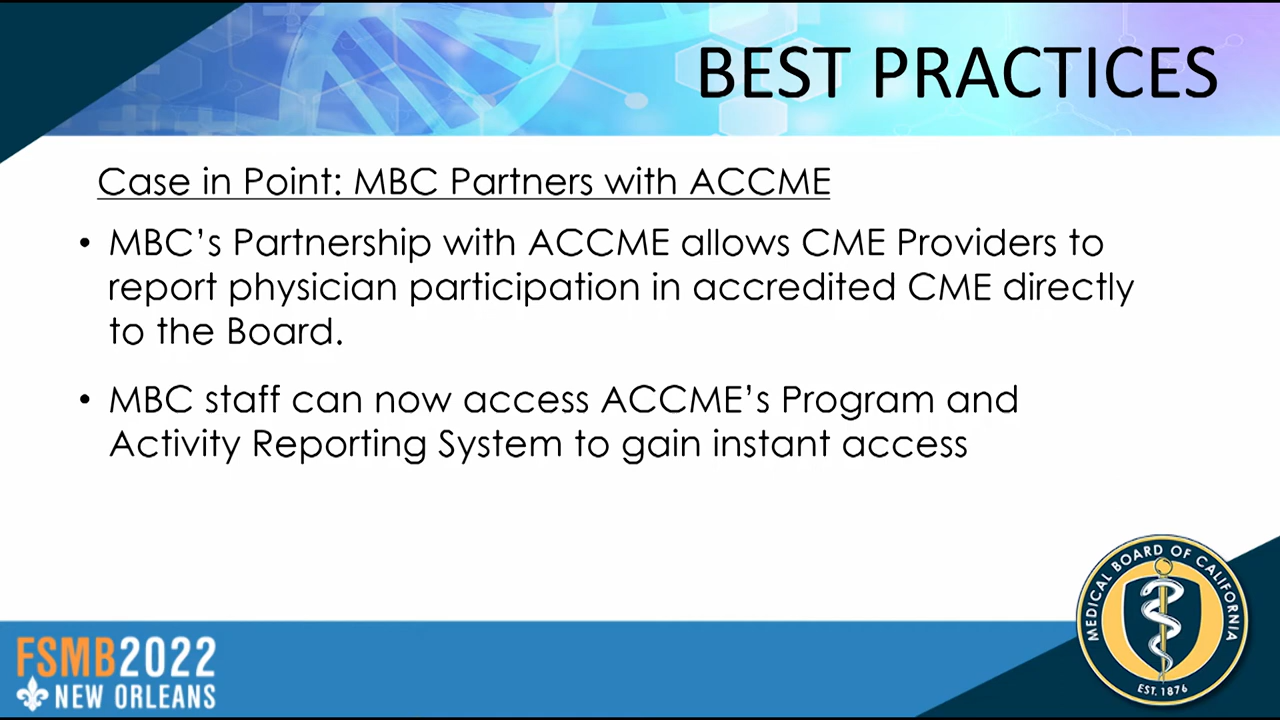 BEST PRACTICES
Case in Point: MBC Partners with ACCME
• MBC’s Partnership with ACCME allows CME Providers to
report physician participation in accredited CME directly
to the Board.
• MBC staff can now access ACCME’s Program and
Activity Reporting System to gain instant access
MEDICAL BOARD OF CALIFORNIA
EST. 1876
FSMB2022
NEW ORLEANS